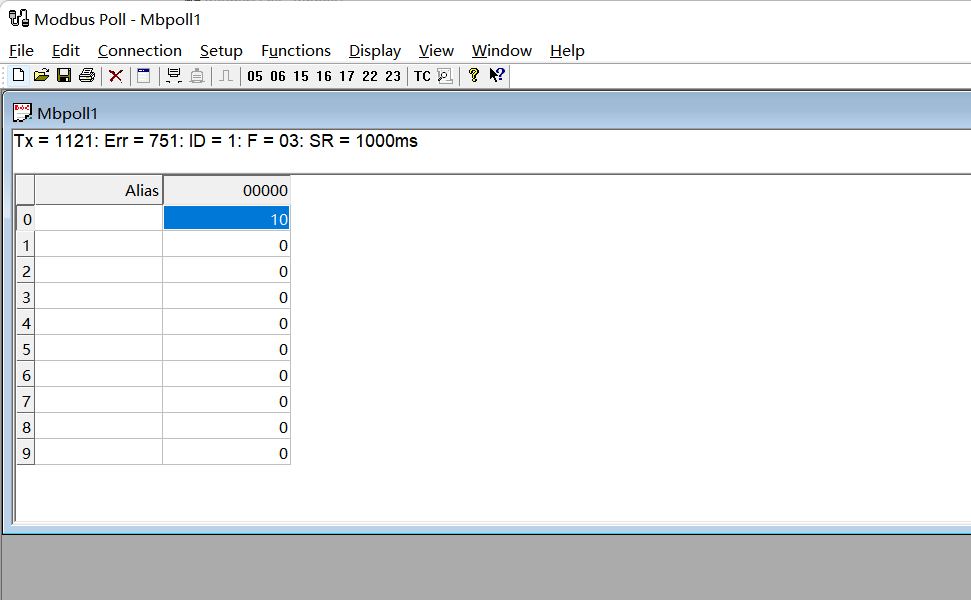 Modbus Poll - Mbpoll1
File Edit Connection Setup Functions Display View Window Help
05 06 15 16 17 22 23 TC
Mbpoll1
Tx = 1121: Err = 751: ID = 1: F = 03: SR = 1000ms
Alias 00000
0 10
1 0
2 0
3 0
4 0
5 0
6 0
7 0
8 0
9 0